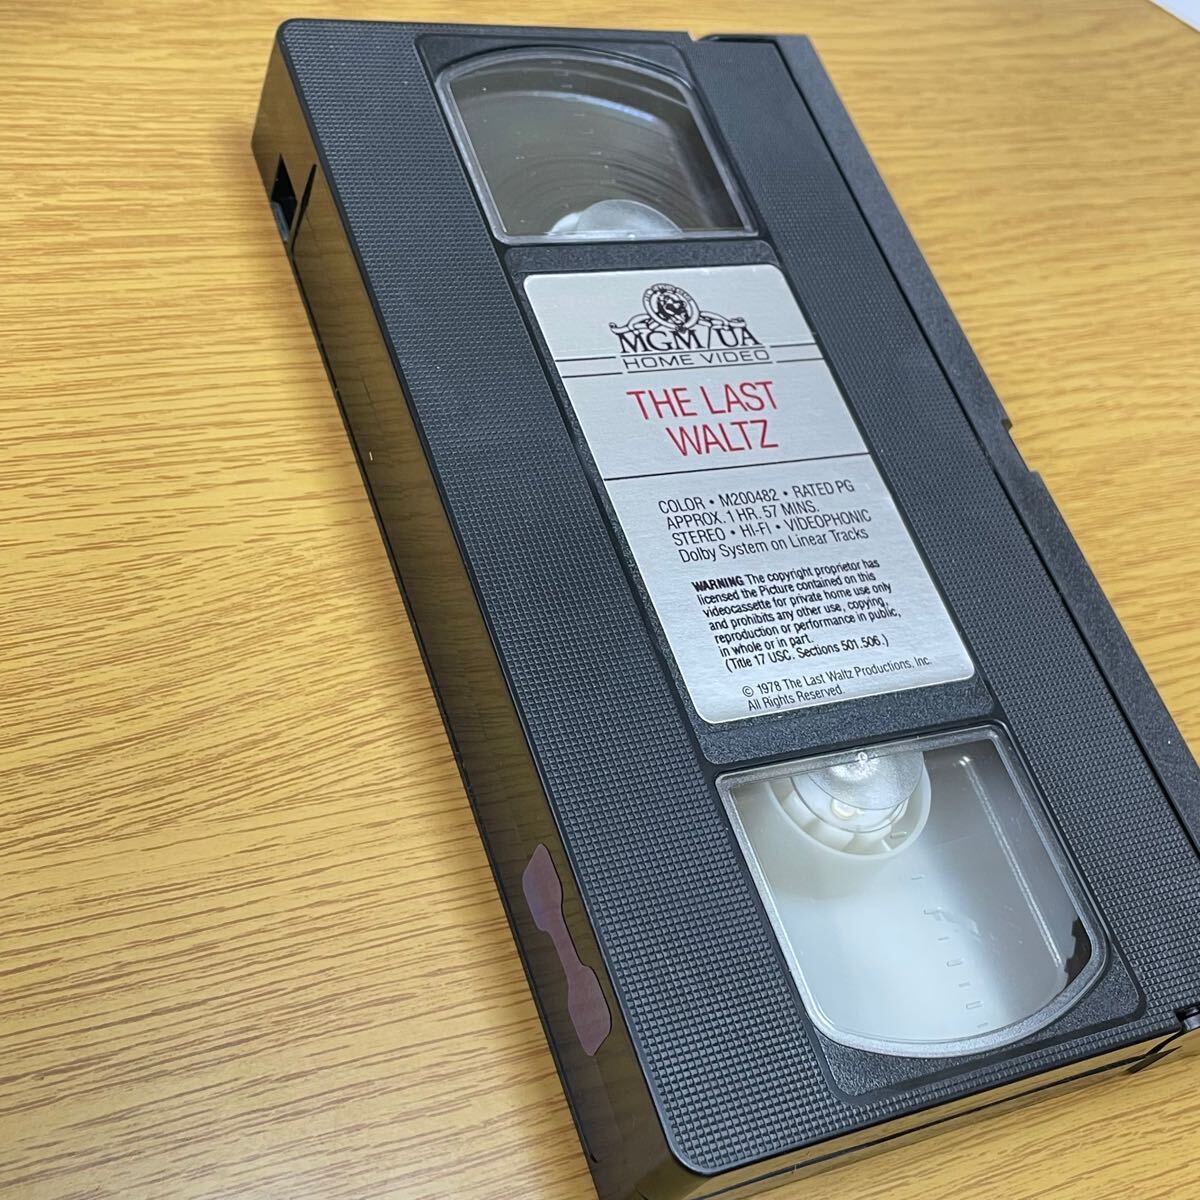 MGM/UA
HOME VIDEO
THE LAST
WALTZ
COLOR • M200482 • RATED PG
APPROX. 1 HR. 57 MINS.
STEREO • HI-FI • VIDEOPHONIC
Dolby System on Linear Tracks
WARNING The copyright proprietor has
licensed the Picture contained on this
videocassette for private home use only
and prohibits any other use, copying,
reproduction or performance in public,
in whole or in part.
(Title 17 USC. Sections 501.506.)
© 1978 The Last Waltz Productions, Inc.
All Rights Reserved.